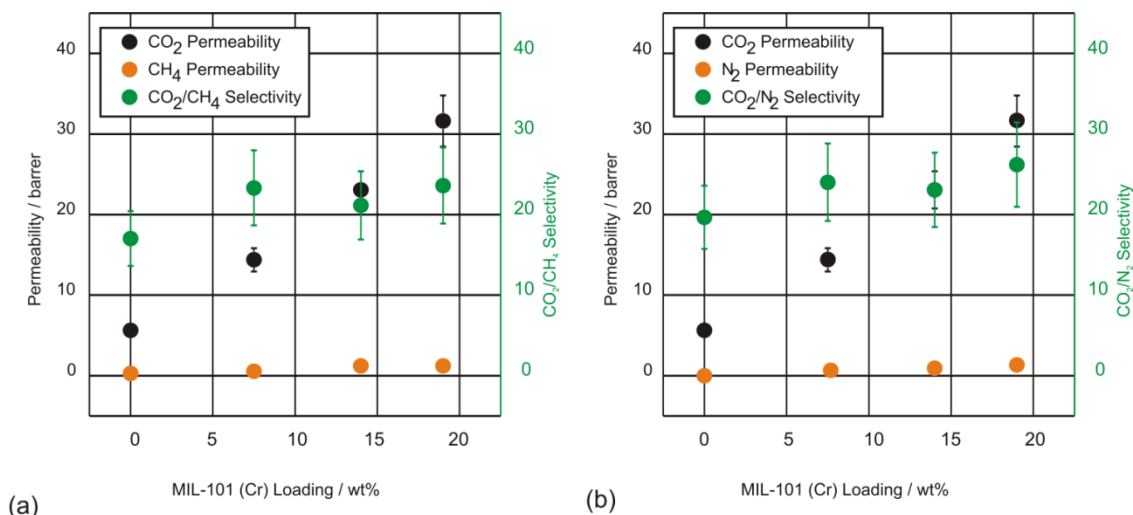 CO₂ Permeability
CH₄ Permeability
CO₂/CH₄ Selectivity
40
30
20
10
0
Permeability / barrer
40
30
20
10
0
CO₂/CH₄ Selectivity
0 5 10 15 20
MIL-101 (Cr) Loading / wt%
(a)
CO₂ Permeability
N₂ Permeability
CO₂/N₂ Selectivity
40
30
20
10
0
Permeability / barrer
40
30
20
10
0
CO₂/N₂ Selectivity
0 5 10 15 20
MIL-101 (Cr) Loading / wt%
(b)